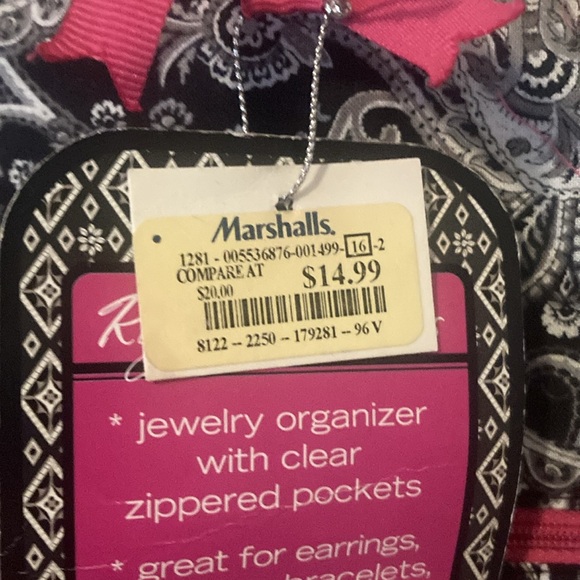 Marshalls.
1281 - 005536876-001499-16-2
COMPARE AT $14.99
$20.00
8122 -- 2250 -- 179281 -- 96 V
* jewelry organizer
with clear
zippered pockets
* great for earrings,
bracelets,